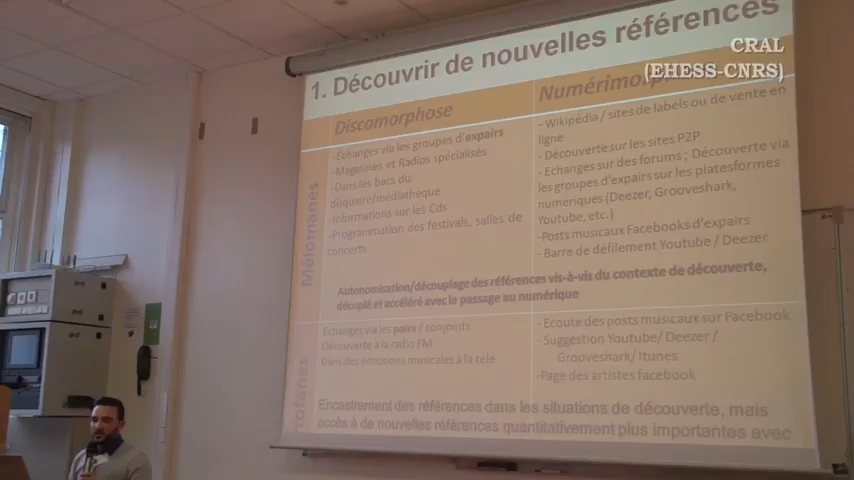 CRAL
(EHESS-CNRS)
1. Découvrir de nouvelles références
Discomorphose
- Échanges via les groupes d'expairs
- Magasines et Radios spécialisés
- Dans les bacs du
disquaire/médiathèque
- Informations sur les Cds
- Programmation des festivals, salles de
concerts
- Wikipédia / sites de labels ou de vente en
ligne
- Découverte sur les sites P2P
- Echanges sur des forums ; Découverte via
les groupes d'expairs sur les plateformes
numériques (Deezer, Grooveshark,
Youtube, etc.)
- Posts musicaux Facebooks d'expairs
- Barre de défilement Youtube / Deezer
Mélomanes
Autonomisation/découplage des références vis-à-vis du contexte de découverte,
décuplé et accéléré avec le passage au numérique
Echanges via les pairs / conjoints
Découverte à la radio FM
Dans des émissions musicales à la tele
- Ecoute des posts musicaux sur Facebook
- Suggestion Youtube/ Deezer /
Grooveshark/ Itunes
- Page des artistes facebook
Encastrement des références dans les situations de découverte, mais
accès à de nouvelles références quantitativement plus importantes avec